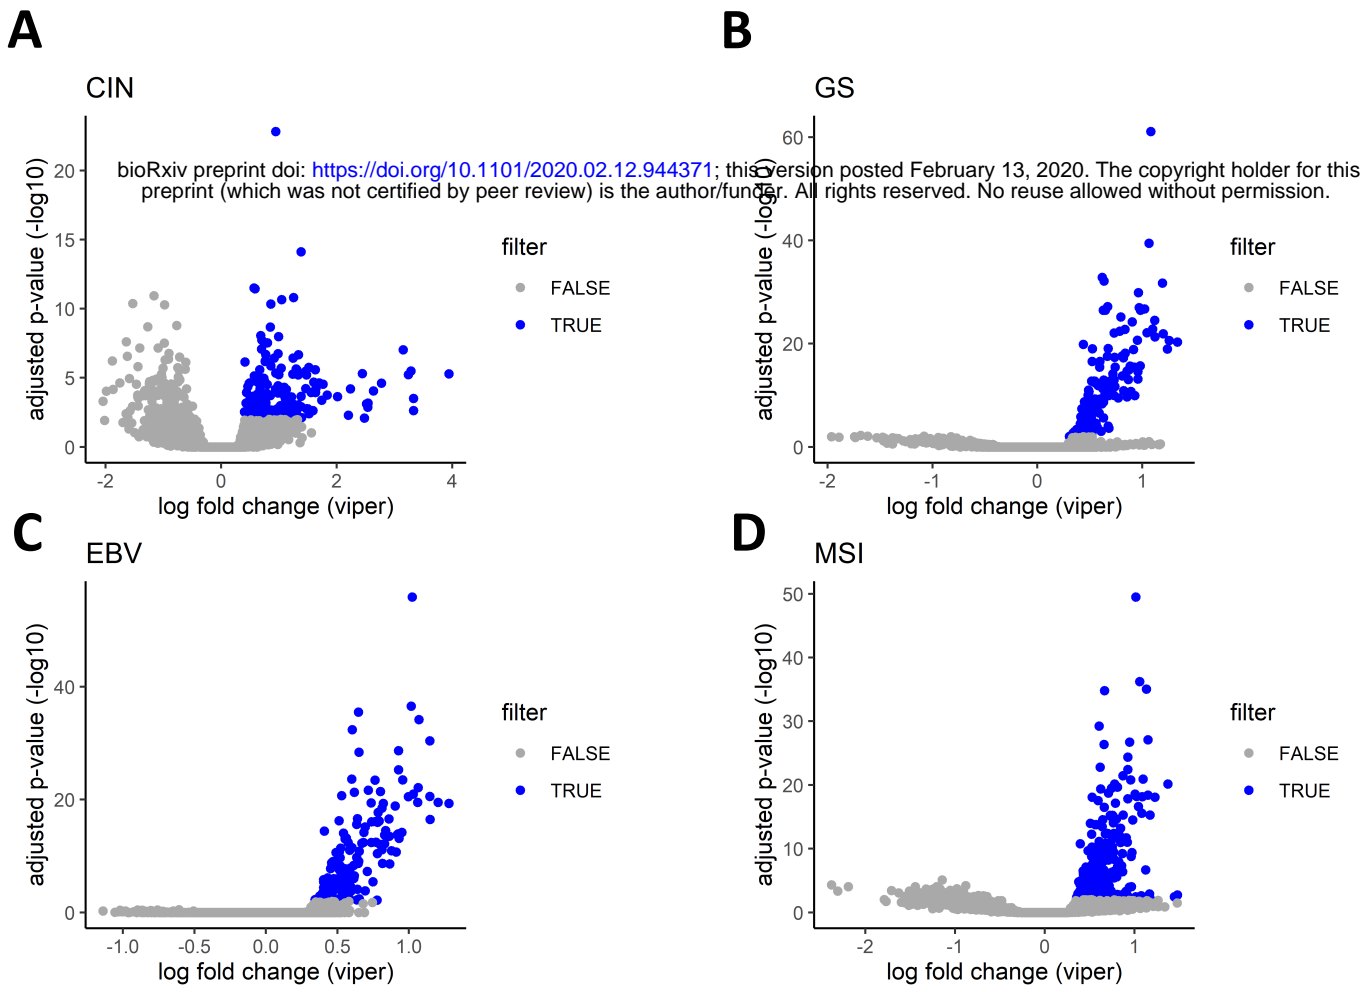 A
B
CIN
GS
bioRxiv preprint doi: https://doi.org/10.1101/2020.02.12.944371; this version posted February 13, 2020. The copyright holder for this
preprint (which was not certified by peer review) is the author/funder. All rights reserved. No reuse allowed without permission.
adjusted p-value (-log10)
20
15
10
5
0
-2
0
2
4
log fold change (viper)
filter
FALSE
TRUE
adjusted p-value (-log10)
60
40
20
0
-2
-1
0
1
log fold change (viper)
filter
FALSE
TRUE
C
D
EBV
MSI
adjusted p-value (-log10)
40
20
0
-1.0
-0.5
0.0
0.5
1.0
log fold change (viper)
filter
FALSE
TRUE
adjusted p-value (-log10)
50
40
30
20
10
0
-2
-1
0
1
log fold change (viper)
filter
FALSE
TRUE